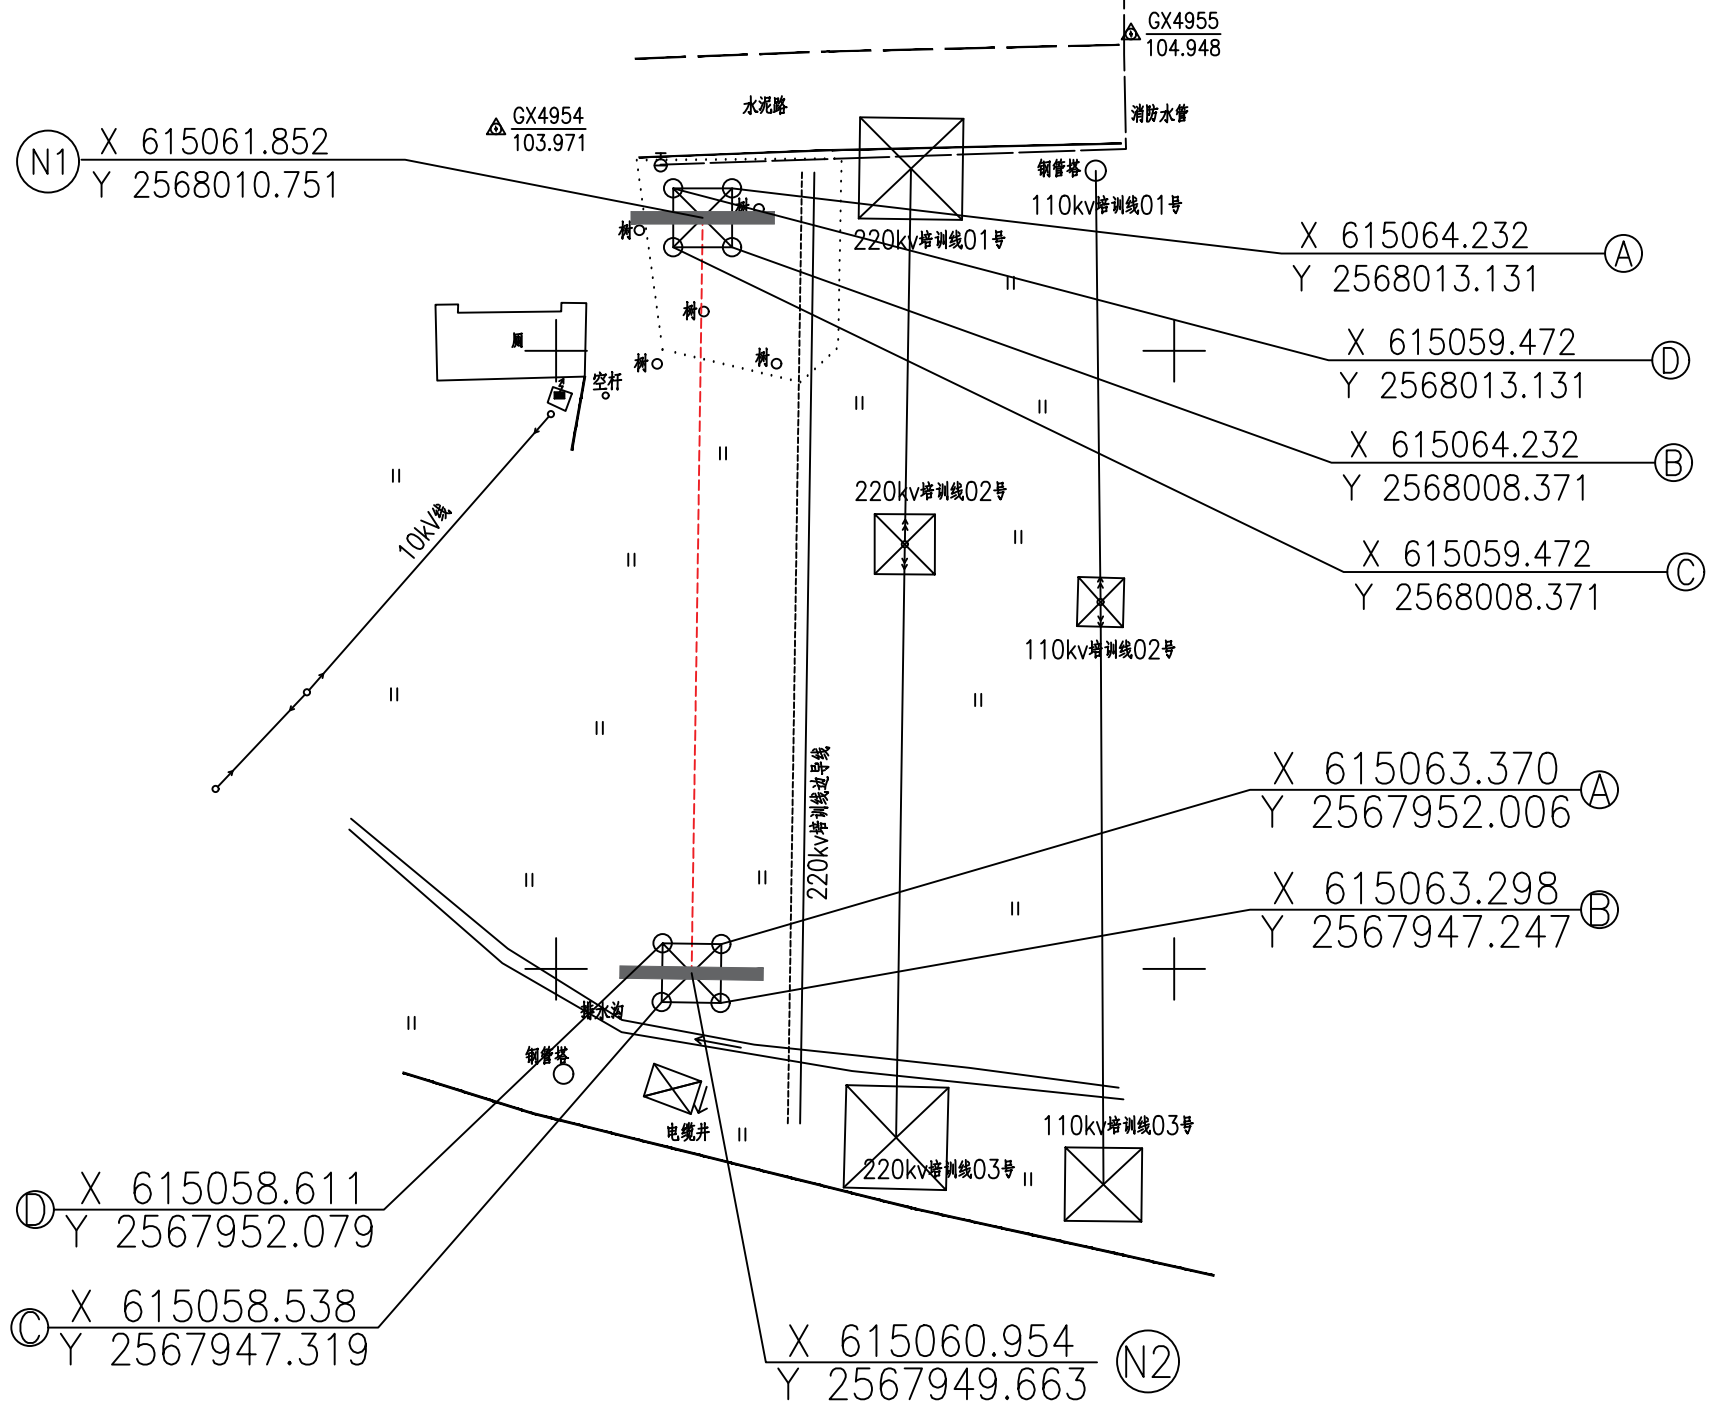 GX4955
104.948
水泥路
消防水管
GX4954
103.971
N1
X 615061.852
Y 2568010.751
钢管塔
110kv培训线01号
树
树
220kv培训线01号
X 615064.232
Y 2568013.131
A
树
厕
树
树
空杆
X 615059.472
Y 2568013.131
D
X 615064.232
Y 2568008.371
B
220kv培训线02号
10kV线
X 615059.472
Y 2568008.371
C
110kv培训线02号
220kv培训线边导线
X 615063.370
Y 2567952.006
A
X 615063.298
Y 2567947.247
B
排水沟
钢管塔
电缆井
110kv培训线03号
220kv培训线03号
D
X 615058.611
Y 2567952.079
C
X 615058.538
Y 2567947.319
X 615060.954
Y 2567949.663
N2